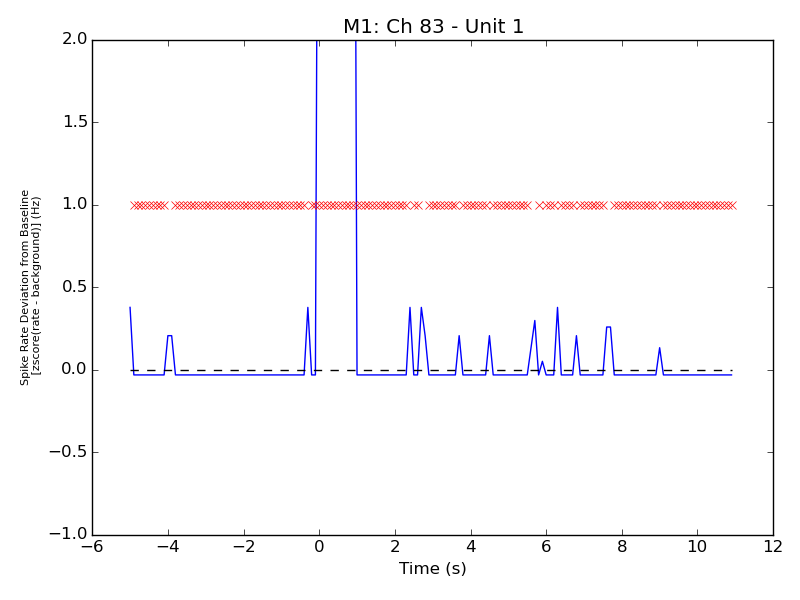 M1: Ch 83 - Unit 1
2.0
1.5
1.0
0.5
0.0
−0.5
−1.0
Spike Rate Deviation from Baseline
[zscore(rate - background)] (Hz)
−6 −4 −2 0 2 4 6 8 10 12
Time (s)